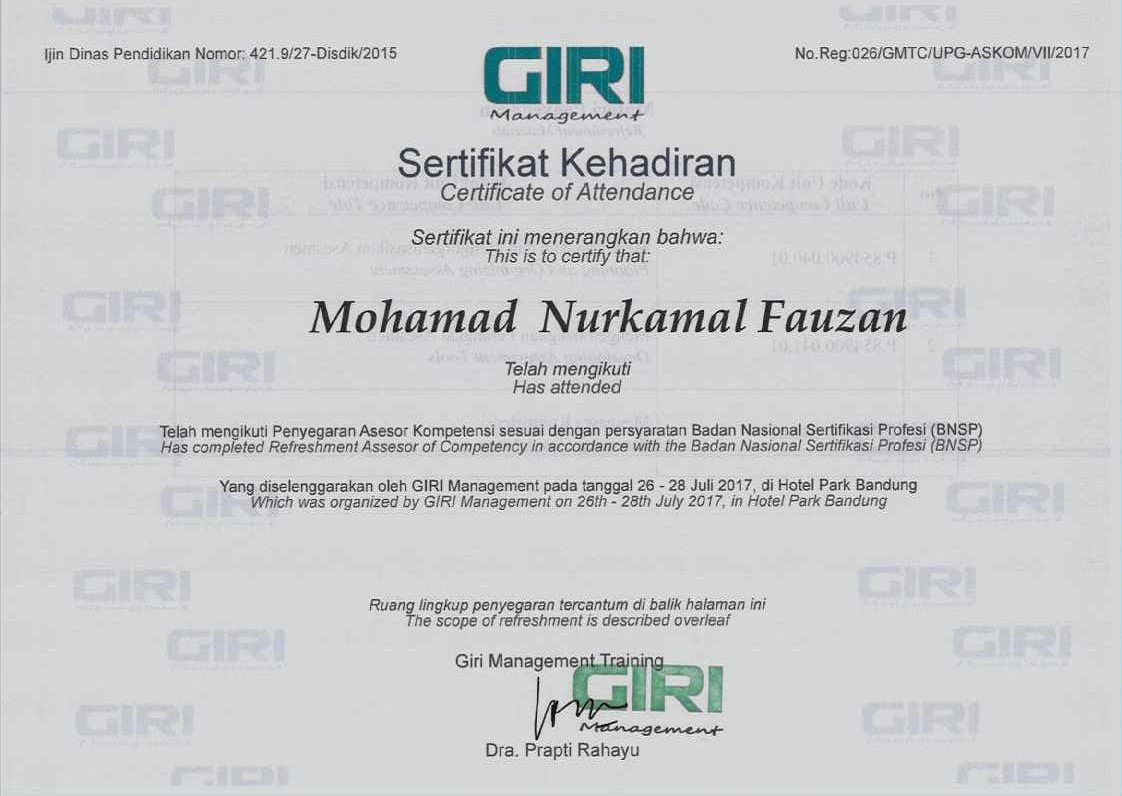 Ijin Dinas Pendidikan Nomor: 421.9/27-Disdik/2015
No.Reg:026/GMTC/UPG-ASKOM/VII/2017
GIRI
Management
Sertifikat Kehadiran
Certificate of Attendance
Sertifikat ini menerangkan bahwa:
This is to certify that:
Mohamad Nurkamal Fauzan
Telah mengikuti
Has attended
Telah mengikuti Penyegaran Asesor Kompetensi sesuai dengan persyaratan Badan Nasional Sertifikasi Profesi (BNSP)
Has completed Refreshment Assesor of Competency in accordance with the Badan Nasional Sertifikasi Profesi (BNSP)
Yang diselenggarakan oleh GIRI Management pada tanggal 26 - 28 Juli 2017, di Hotel Park Bandung
Which was organized by GIRI Management on 26th - 28th July 2017, in Hotel Park Bandung
Ruang lingkup penyegaran tercantum di balik halaman ini
The scope of refreshment is described overleaf
Giri Management Training
GIRI
Management
Dra. Prapti Rahayu